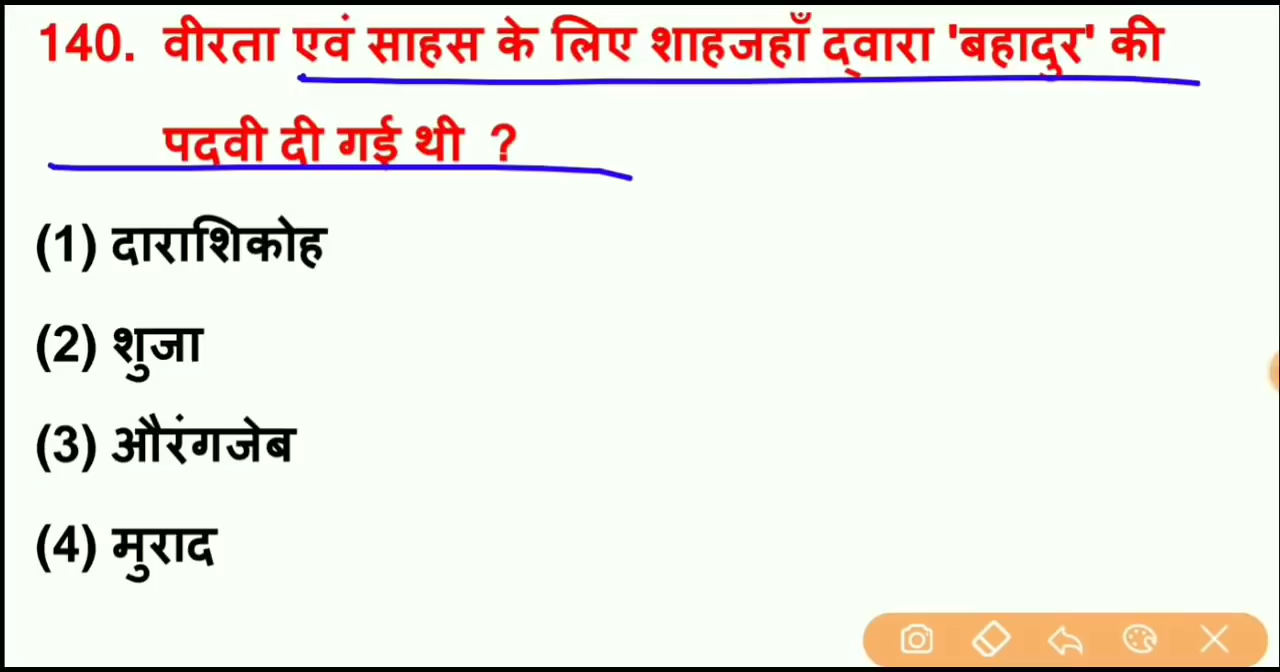 140. वीरता एवं साहस के लिए शाहजहाँ द्वारा 'बहादुर' की
पदवी दी गई थी ?
(1) दाराशिकोह
(2) शुजा
(3) औरंगजेब
(4) मुराद